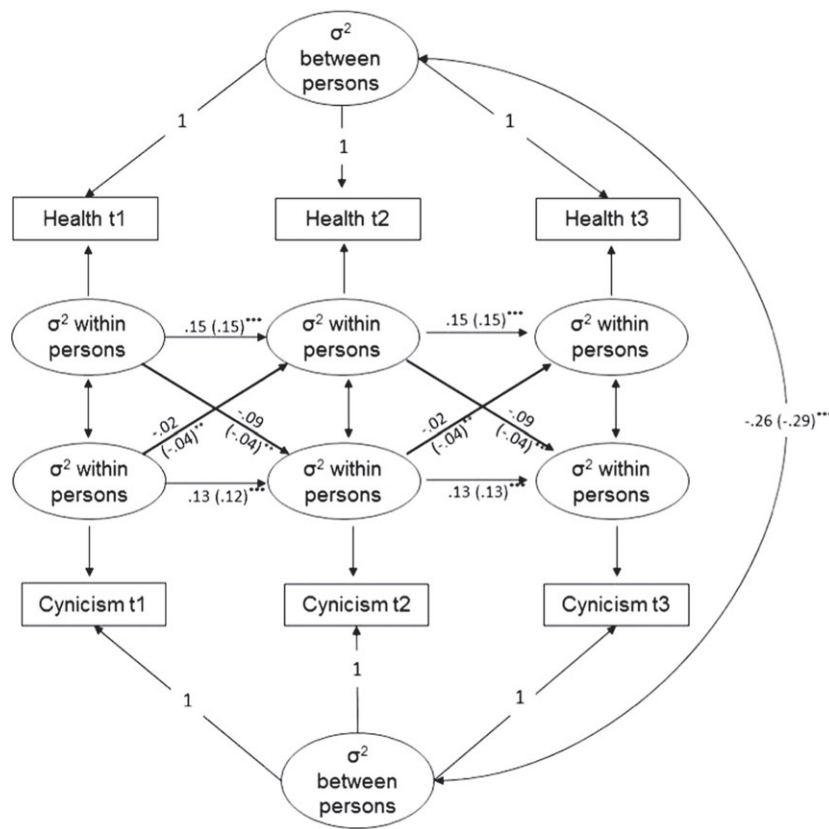 σ²
between
persons
1
1
1
Health t1
Health t2
Health t3
σ² within
persons
.15 (.15)***
σ² within
persons
.15 (.15)***
σ² within
persons
-.02
(-.04)**
-.09
(-.04)**
-.02
(-.04)**
-.09
(-.04)**
-.26 (-.29)***
σ² within
persons
.13 (.12)***
σ² within
persons
.13 (.13)***
σ² within
persons
Cynicism t1
Cynicism t2
Cynicism t3
1
1
1
σ²
between
persons